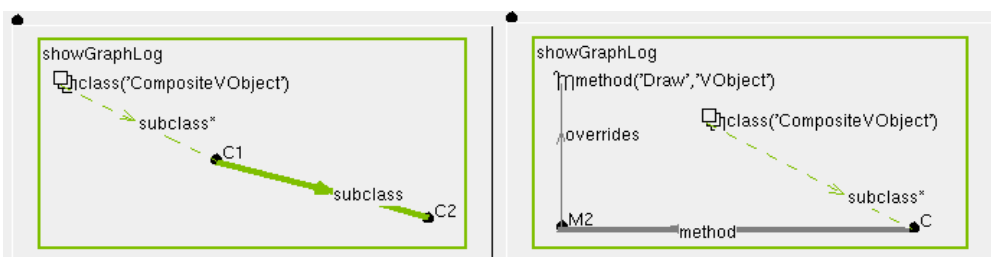 showGraphLog
class('CompositeVObject')
subclass*
C1
subclass
C2
showGraphLog
method('Draw','VObject')
class('CompositeVObject')
overrides
subclass*
M2
method
C